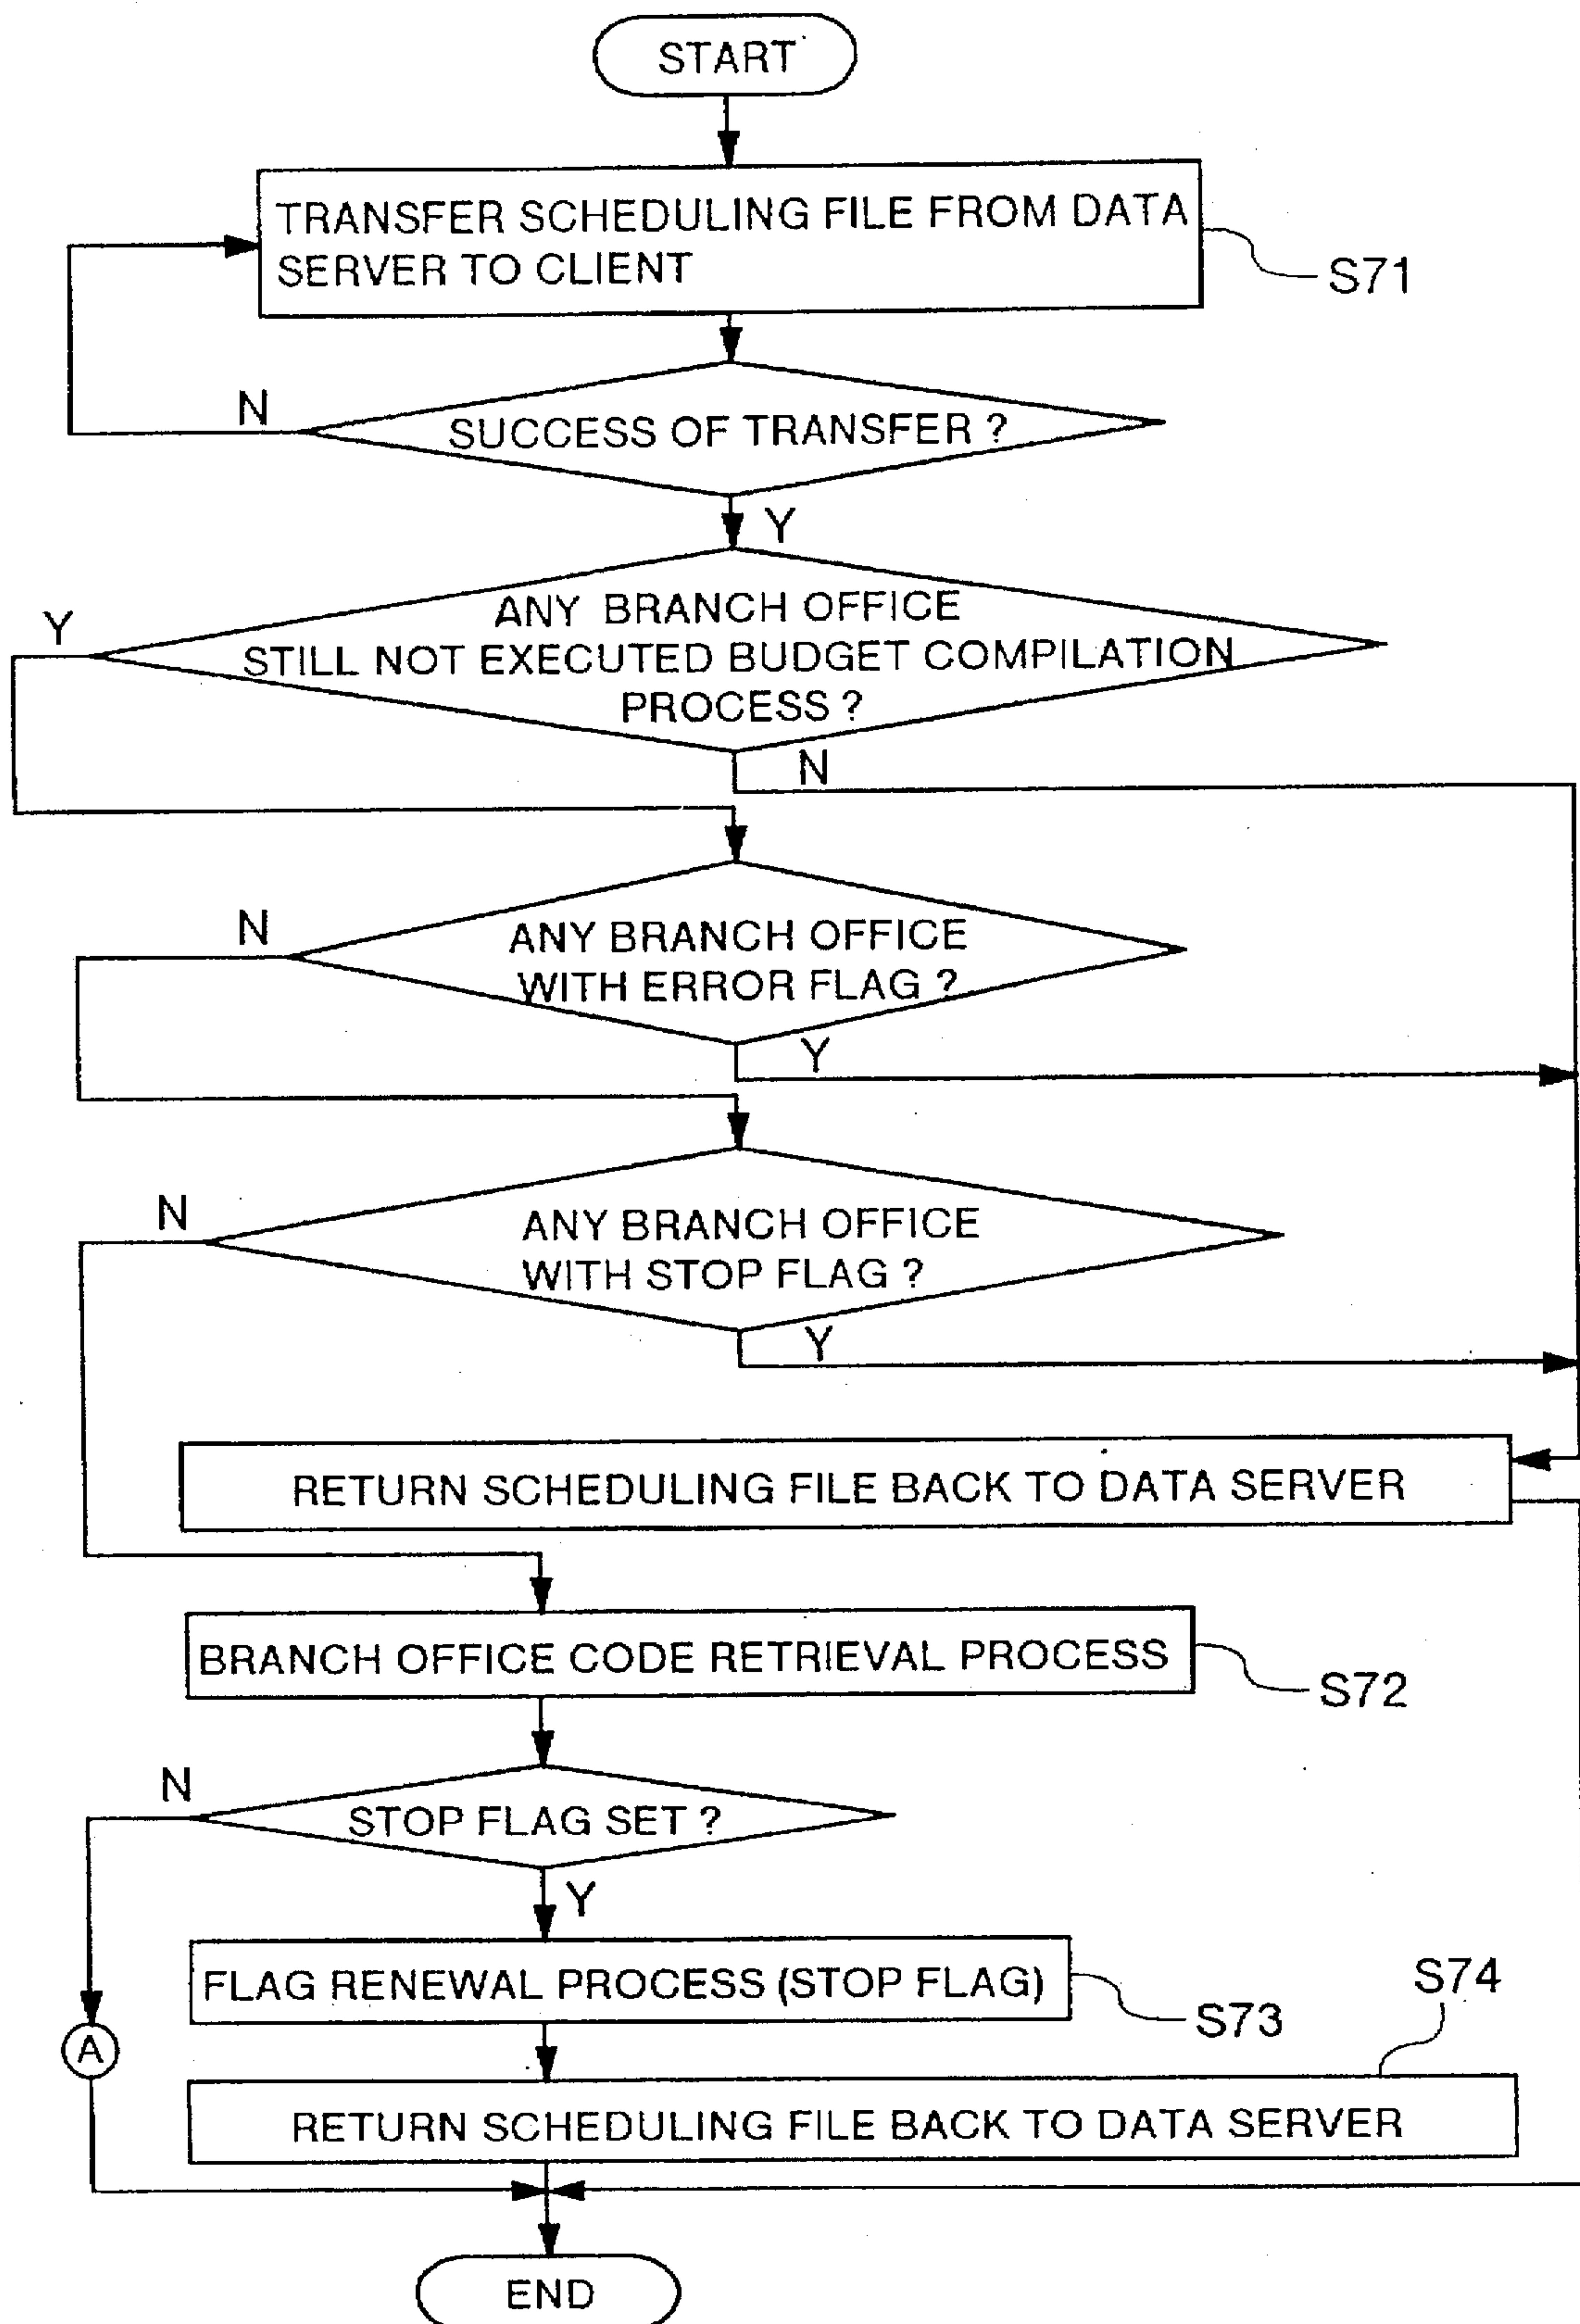 START
TRANSFER SCHEDULING FILE FROM DATA
SERVER TO CLIENT
S71
N
SUCCESS OF TRANSFER ?
Y
Y
ANY BRANCH OFFICE
STILL NOT EXECUTED BUDGET COMPILATION
PROCESS ?
N
N
ANY BRANCH OFFICE
WITH ERROR FLAG ?
Y
N
ANY BRANCH OFFICE
WITH STOP FLAG ?
Y
RETURN SCHEDULING FILE BACK TO DATA SERVER
BRANCH OFFICE CODE RETRIEVAL PROCESS
S72
N
STOP FLAG SET ?
Y
FLAG RENEWAL PROCESS (STOP FLAG)
S73
S74
A
RETURN SCHEDULING FILE BACK TO DATA SERVER
END